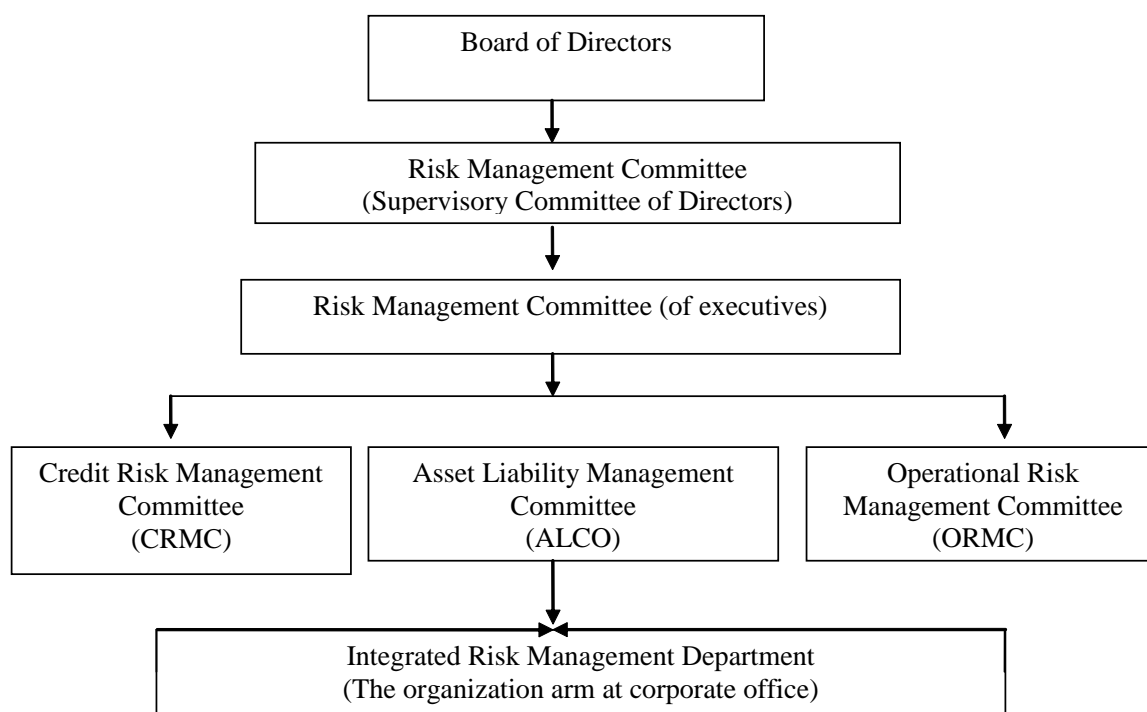 Board of Directors
Risk Management Committee
(Supervisory Committee of Directors)
Risk Management Committee (of executives)
Credit Risk Management
Committee
(CRMC)
Asset Liability Management
Committee
(ALCO)
Operational Risk
Management Committee
(ORMC)
Integrated Risk Management Department
(The organization arm at corporate office)